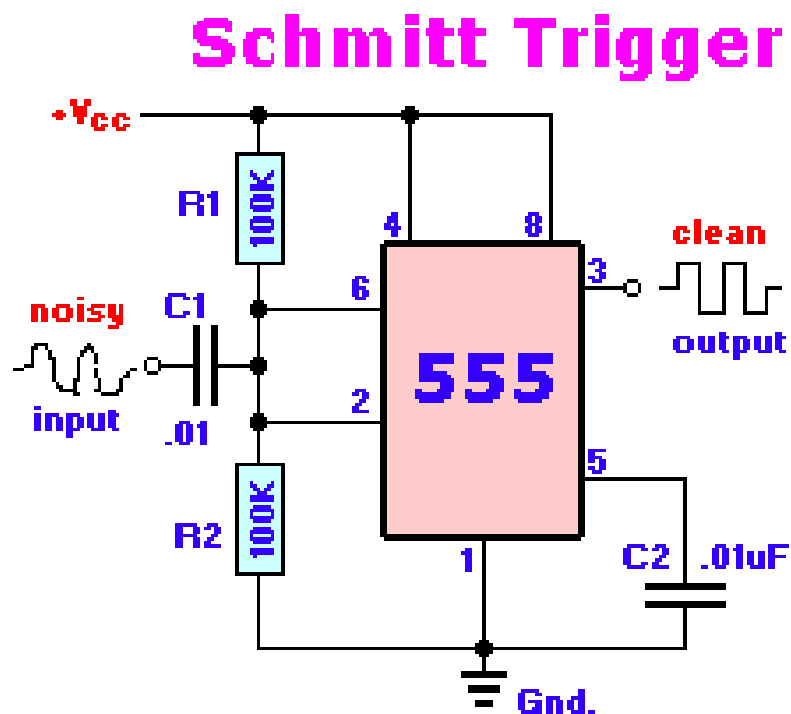 Schmitt Trigger
+Vcc
R1
100K
4
8
clean
3
output
6
noisy
C1
input
.01
555
2
5
R2
100K
1
C2 .01uF
Gnd.